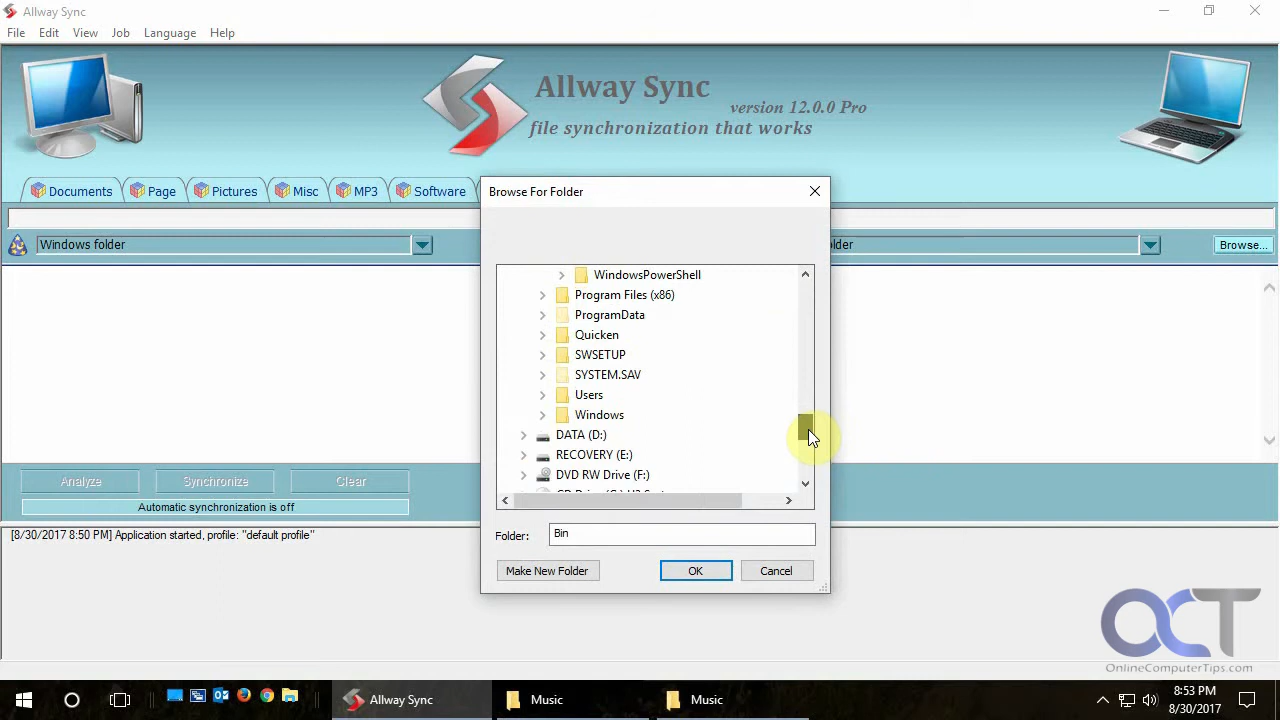 Allway Sync
File Edit View Job Language Help
Allway Sync
version 12.0.0 Pro
file synchronization that works
Documents Page Pictures Misc MP3 Software
Browse For Folder
Windows folder
older
Browse...
WindowsPowerShell
Program Files (x86)
ProgramData
Quicken
SWSETUP
SYSTEM.SAV
Users
Windows
DATA (D:)
RECOVERY (E:)
DVD RW Drive (F:)
Analyze Synchronize Clear
Automatic synchronization is off
[8/30/2017 8:50 PM] Application started, profile: "default profile"
Folder: Bin
Make New Folder OK Cancel
OCT
OnlineComputerTips.com
Allway Sync Music Music
8:53 PM
8/30/2017